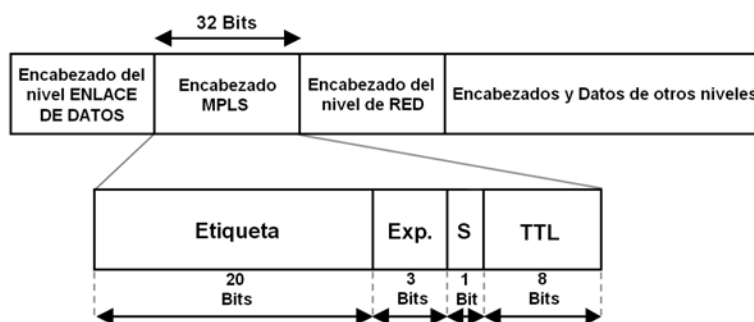 32 Bits
Encabezado del
nivel ENLACE
DE DATOS
Encabezado
MPLS
Encabezado del
nivel de RED
Encabezados y Datos de otros niveles
Etiqueta
Exp.
S
TTL
20
Bits
3
Bits
1
Bit
8
Bits